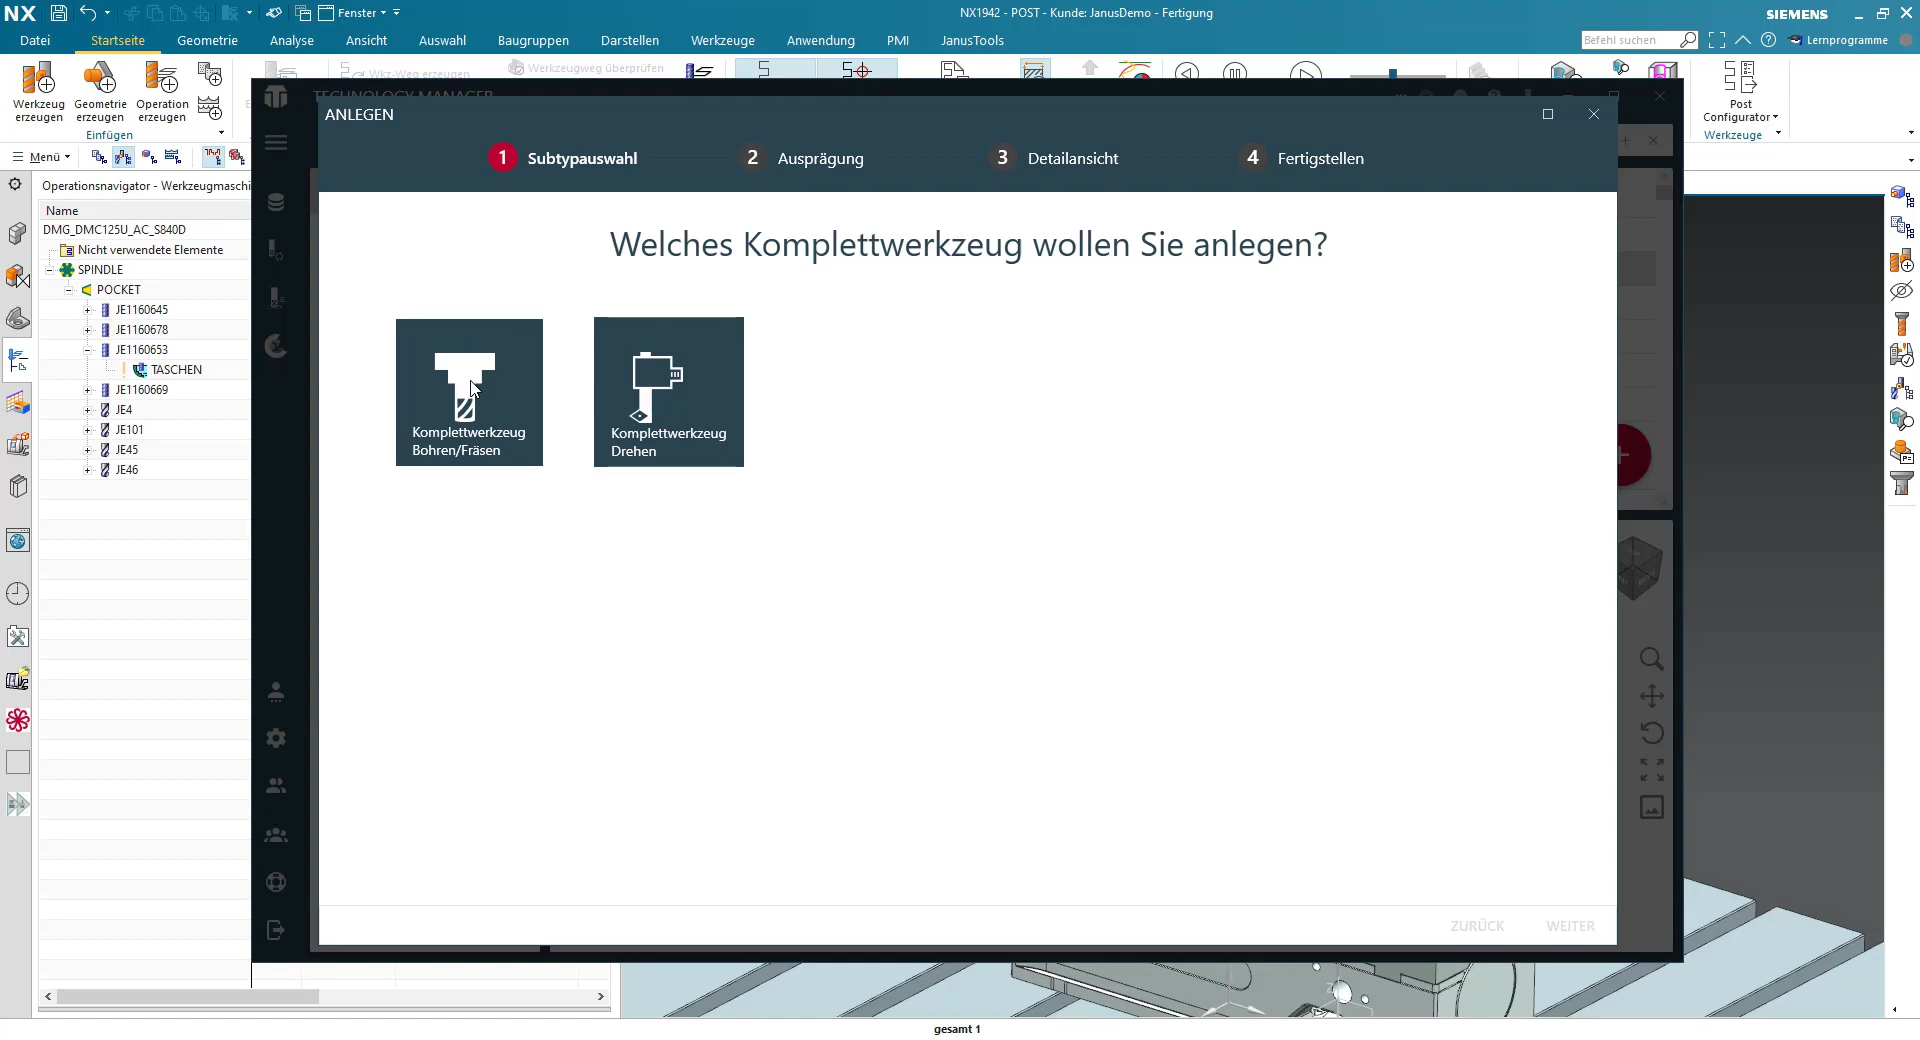 NX
Fenster
NX1942 - POST - Kunde: JanusDemo - Fertigung
SIEMENS
Datei
Startseite
Geometrie
Analyse
Ansicht
Auswahl
Baugruppen
Darstellen
Werkzeuge
Anwendung
PMI
JanusTools
Befehl suchen
Lernprogramme
Wkz-Weg erzeugen
Werkzeugweg überprüfen
Werkzeug
erzeugen
Geometrie
erzeugen
Operation
erzeugen
Einfügen
Post
Configurator
Werkzeuge
TECHNOLOGY MANAGER
Menü
Operationsnavigator - Werkzeugmaschi
Name
DMG_DMC125U_AC_S840D
Nicht verwendete Elemente
SPINDLE
POCKET
JE1160645
JE1160678
JE1160653
TASCHEN
JE1160669
JE4
JE101
JE45
JE46
ANLEGEN
1 Subtypauswahl
2 Ausprägung
3 Detailansicht
4 Fertigstellen
Welches Komplettwerkzeug wollen Sie anlegen?
Komplettwerkzeug
Bohren/Fräsen
Komplettwerkzeug
Drehen
ZURÜCK
WEITER
gesamt 1